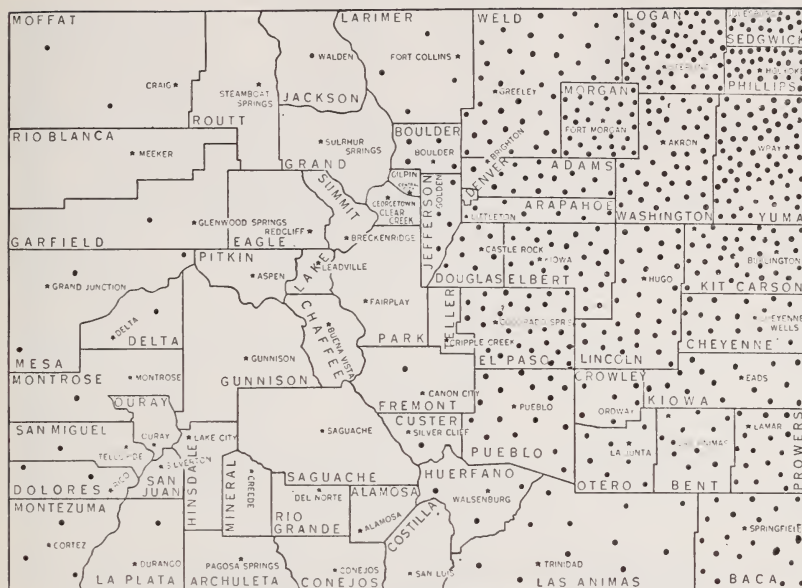 MOFFAT
LARIMER
WELD
LOGAN
SEDGWICK
WALDEN
FORT COLLINS
CRAIG
STEAMBOAT
SPRINGS
JACKSON
GREELEY
MORGAN
PHILLIPS
ROUTT
RIO BLANCA
MEEKER
SULPHUR
SPRINGS
GRAND
BOULDER
BOULDER
FORT MORGAN
AKRON
WRAY
BRIGHTON
ADAMS
GILPIN
DENVER
SUMMIT
GEORGETOWN
CLEAR
CREEK
JEFFERSON
GOLDEN
ARAPAHOE
LITTLETON
WASHINGTON
YUMA
GLENWOOD SPRINGS
REDCLIFF
GARFIELD
EAGLE
BRECKENRIDGE
CASTLE ROCK
KIOWA
HUGO
BURLINGTON
PITKIN
ASPEN
LAKE
LEADVILLE
DOUGLAS
ELBERT
KIT CARSON
GRAND JUNCTION
FAIRPLAY
DELTA
DELTA
CHAFFEE
BUENA VISTA
TELLER
COLORADO SPRS.
CHEYENNE
WELLS
MESA
PARK
CRIPPLE CREEK
EL PASO
LINCOLN
CHEYENNE
GUNNISON
MONTROSE
MONTROSE
GUNNISON
CANON CITY
CROWLEY
EADS
OURAY
FREMONT
PUEBLO
ORDWAY
KIOWA
SAN MIGUEL
OURAY
LAKE CITY
SAGUACHE
CUSTER
SILVER CLIFF
LAMAR
LAS ANIMAS
TELLURIDE
SILVERTON
PUEBLO
LA JUNTA
PROWERS
DOLORES
RICO
SAN
JUAN
HINSDALE
MINERAL
CREEDE
SAGUACHE
HUERFANO
OTERO
BENT
MONTEZUMA
DEL NORTE
ALAMOSA
WALSENBURG
RIO
GRANDE
ALAMOSA
COSTILLA
SPRINGFIELD
CORTEZ
DURANGO
PAGOSA SPRINGS
CONEJOS
SAN LUIS
TRINIDAD
LA PLATA
ARCHULETA
CONEJOS
LAS ANIMAS
BACA